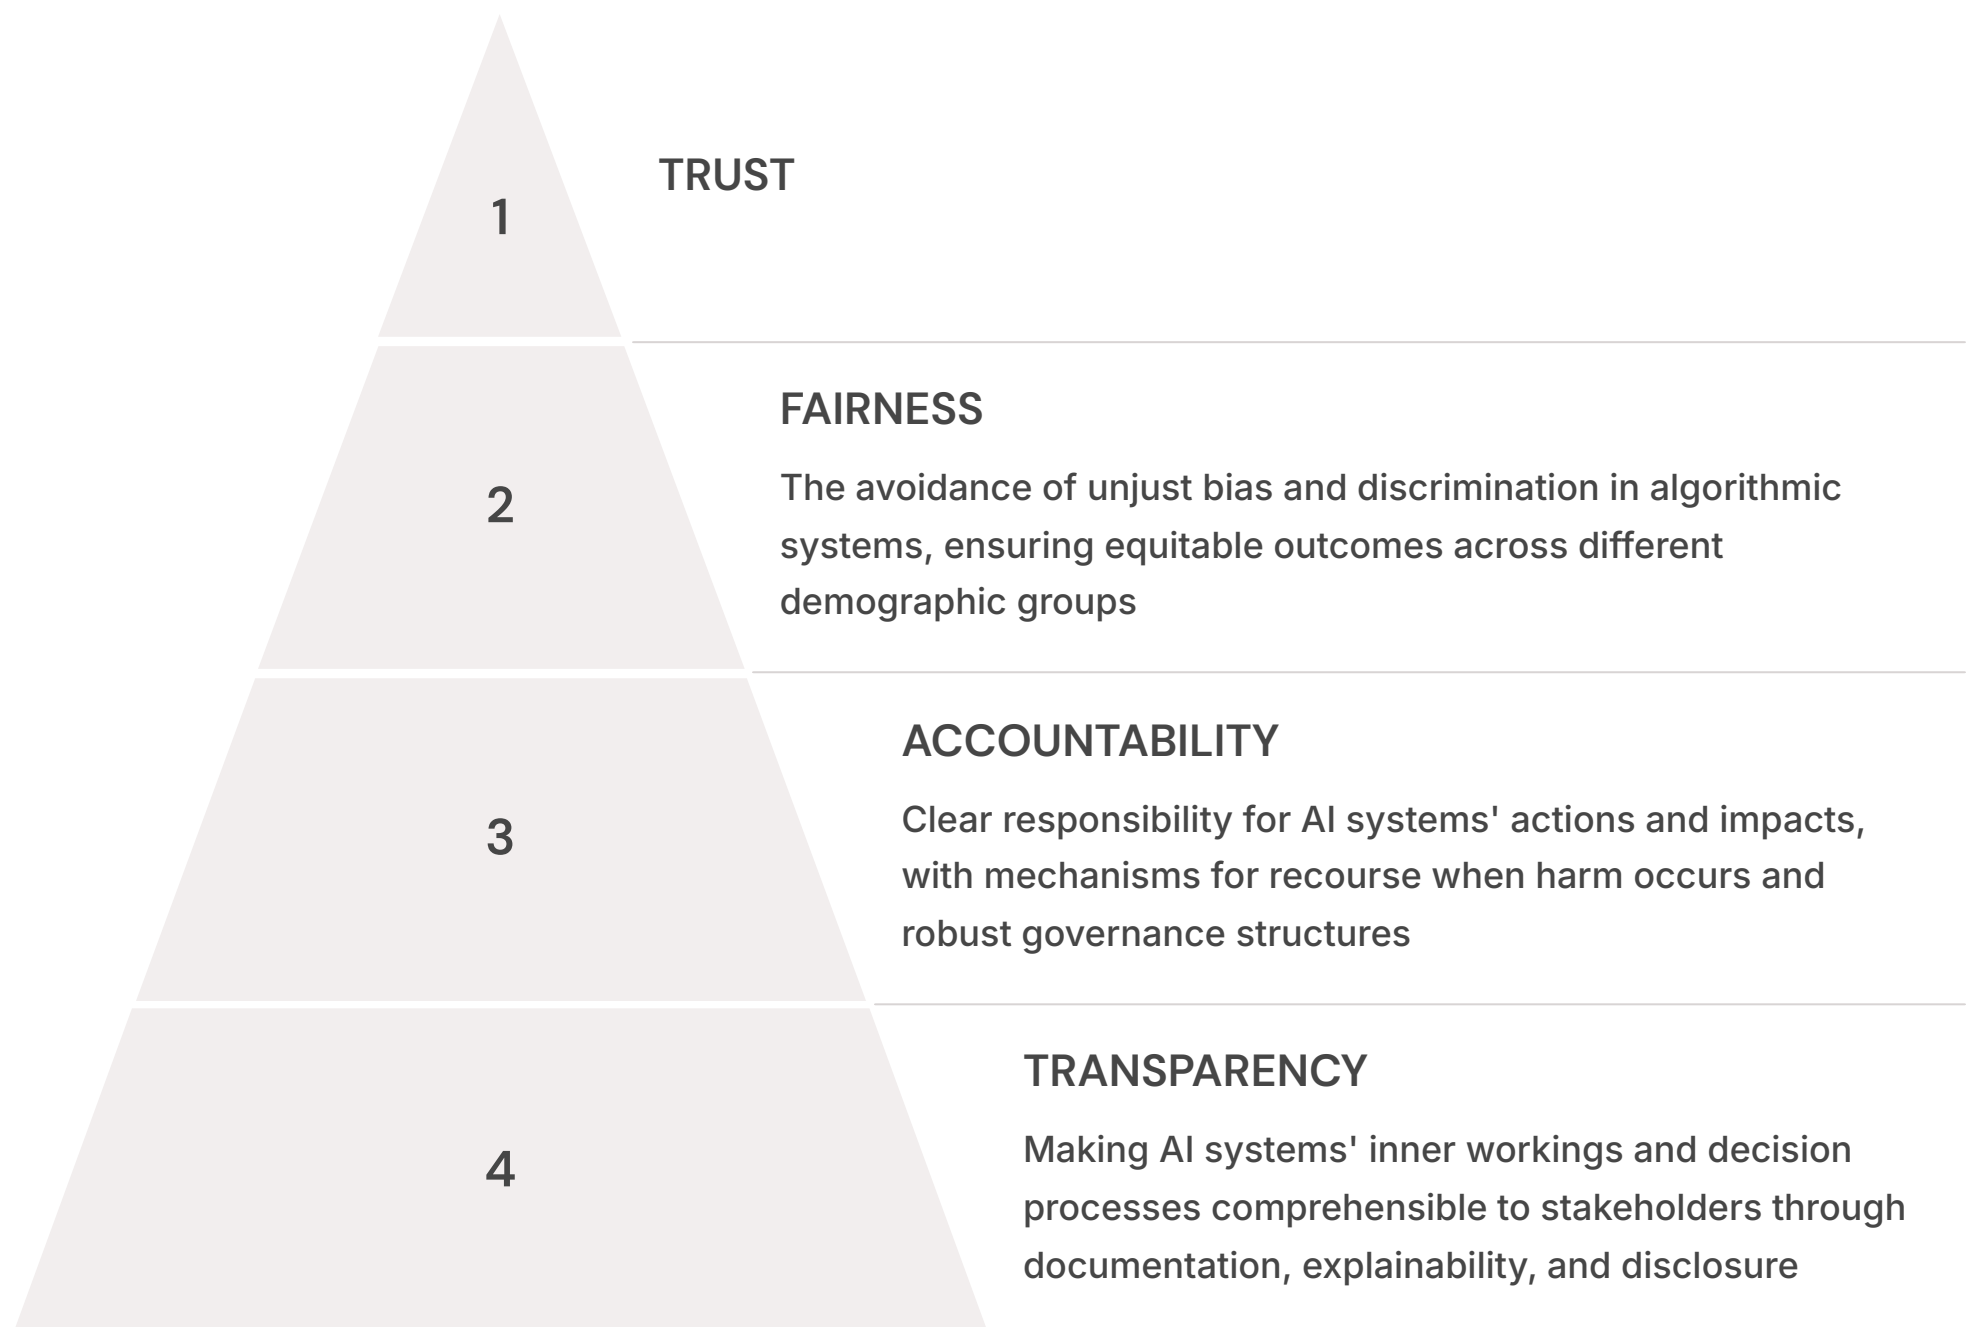 1
TRUST
2
FAIRNESS
The avoidance of unjust bias and discrimination in algorithmic
systems, ensuring equitable outcomes across different
demographic groups
3
ACCOUNTABILITY
Clear responsibility for AI systems' actions and impacts,
with mechanisms for recourse when harm occurs and
robust governance structures
4
TRANSPARENCY
Making AI systems' inner workings and decision
processes comprehensible to stakeholders through
documentation, explainability, and disclosure